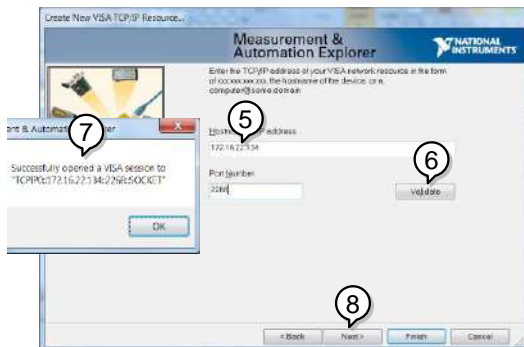 Create New VISA TCP/IP Resource...
Measurement &
Automation Explorer
NATIONAL
INSTRUMENTS
Enter the TCP/IP address of your VISA network resource in the form
of xxx.xxx.xxx.xxx, the hostname of the device, or a
computer@some.domain
5
address
172.16.22.134
Port Number
2268
6
Validate
7
Successfully opened a VISA session to
"TCPIP0::172.16.22.134::2268::SOCKET"
OK
8
< Back
Next >
Finish
Cancel